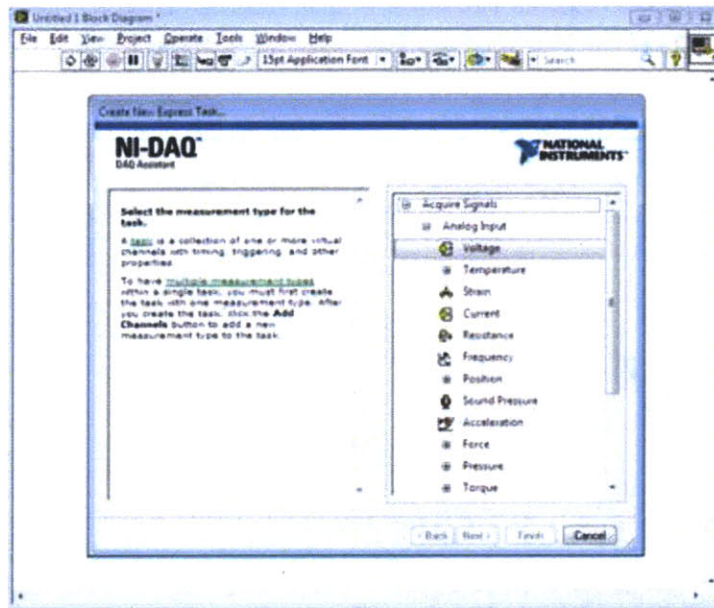 Untitled 1 Block Diagram *
File Edit View Project Operate Tools Window Help
15pt Application Font Search
Create New Express Task...
NI-DAQ™
DAQ Assistant
NATIONAL INSTRUMENTS™
Select the measurement type for the
task.
A task is a collection of one or more virtual
channels with timing, triggering, and other
properties.
To have multiple measurement types
within a single task, you must first create
the task with one measurement type. After
you create the task, click the Add
Channels button to add a new
measurement type to the task.
Acquire Signals
Analog Input
Voltage
Temperature
Strain
Current
Resistance
Frequency
Position
Sound Pressure
Acceleration
Force
Pressure
Torque
< Back Next > Finish Cancel